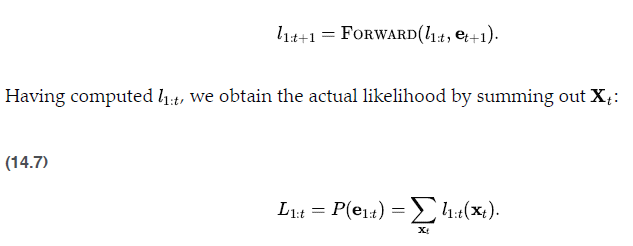 l₁:t+1 = FORWARD(l₁:t, eₜ₊₁).
Having computed l₁:t, we obtain the actual likelihood by summing out Xₜ:
(14.7)
L₁:t = P(e₁:t) = ∑ l₁:t(xₜ).
xₜ